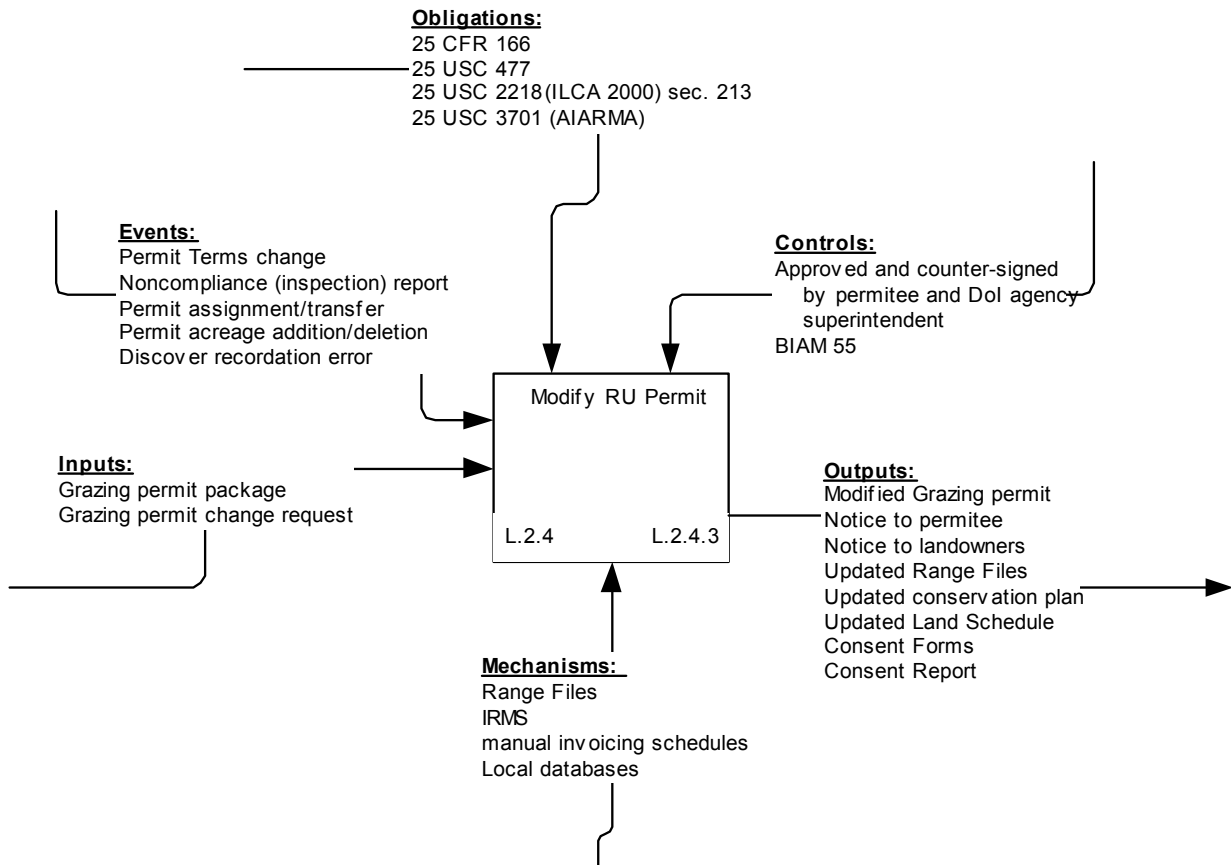 Obligations:
25 CFR 166
25 USC 477
25 USC 2218 (ILCA 2000) sec. 213
25 USC 3701 (AIARMA)
Events:
Permit Terms change
Noncompliance (inspection) report
Permit assignment/transfer
Permit acreage addition/deletion
Discover recordation error
Controls:
Approved and counter-signed
by permitee and DoI agency
superintendent
BIAM 55
Modify RU Permit
L.2.4 L.2.4.3
Inputs:
Grazing permit package
Grazing permit change request
Outputs:
Modified Grazing permit
Notice to permitee
Notice to landowners
Updated Range Files
Updated conservation plan
Updated Land Schedule
Consent Forms
Consent Report
Mechanisms:
Range Files
IRMS
manual invoicing schedules
Local databases